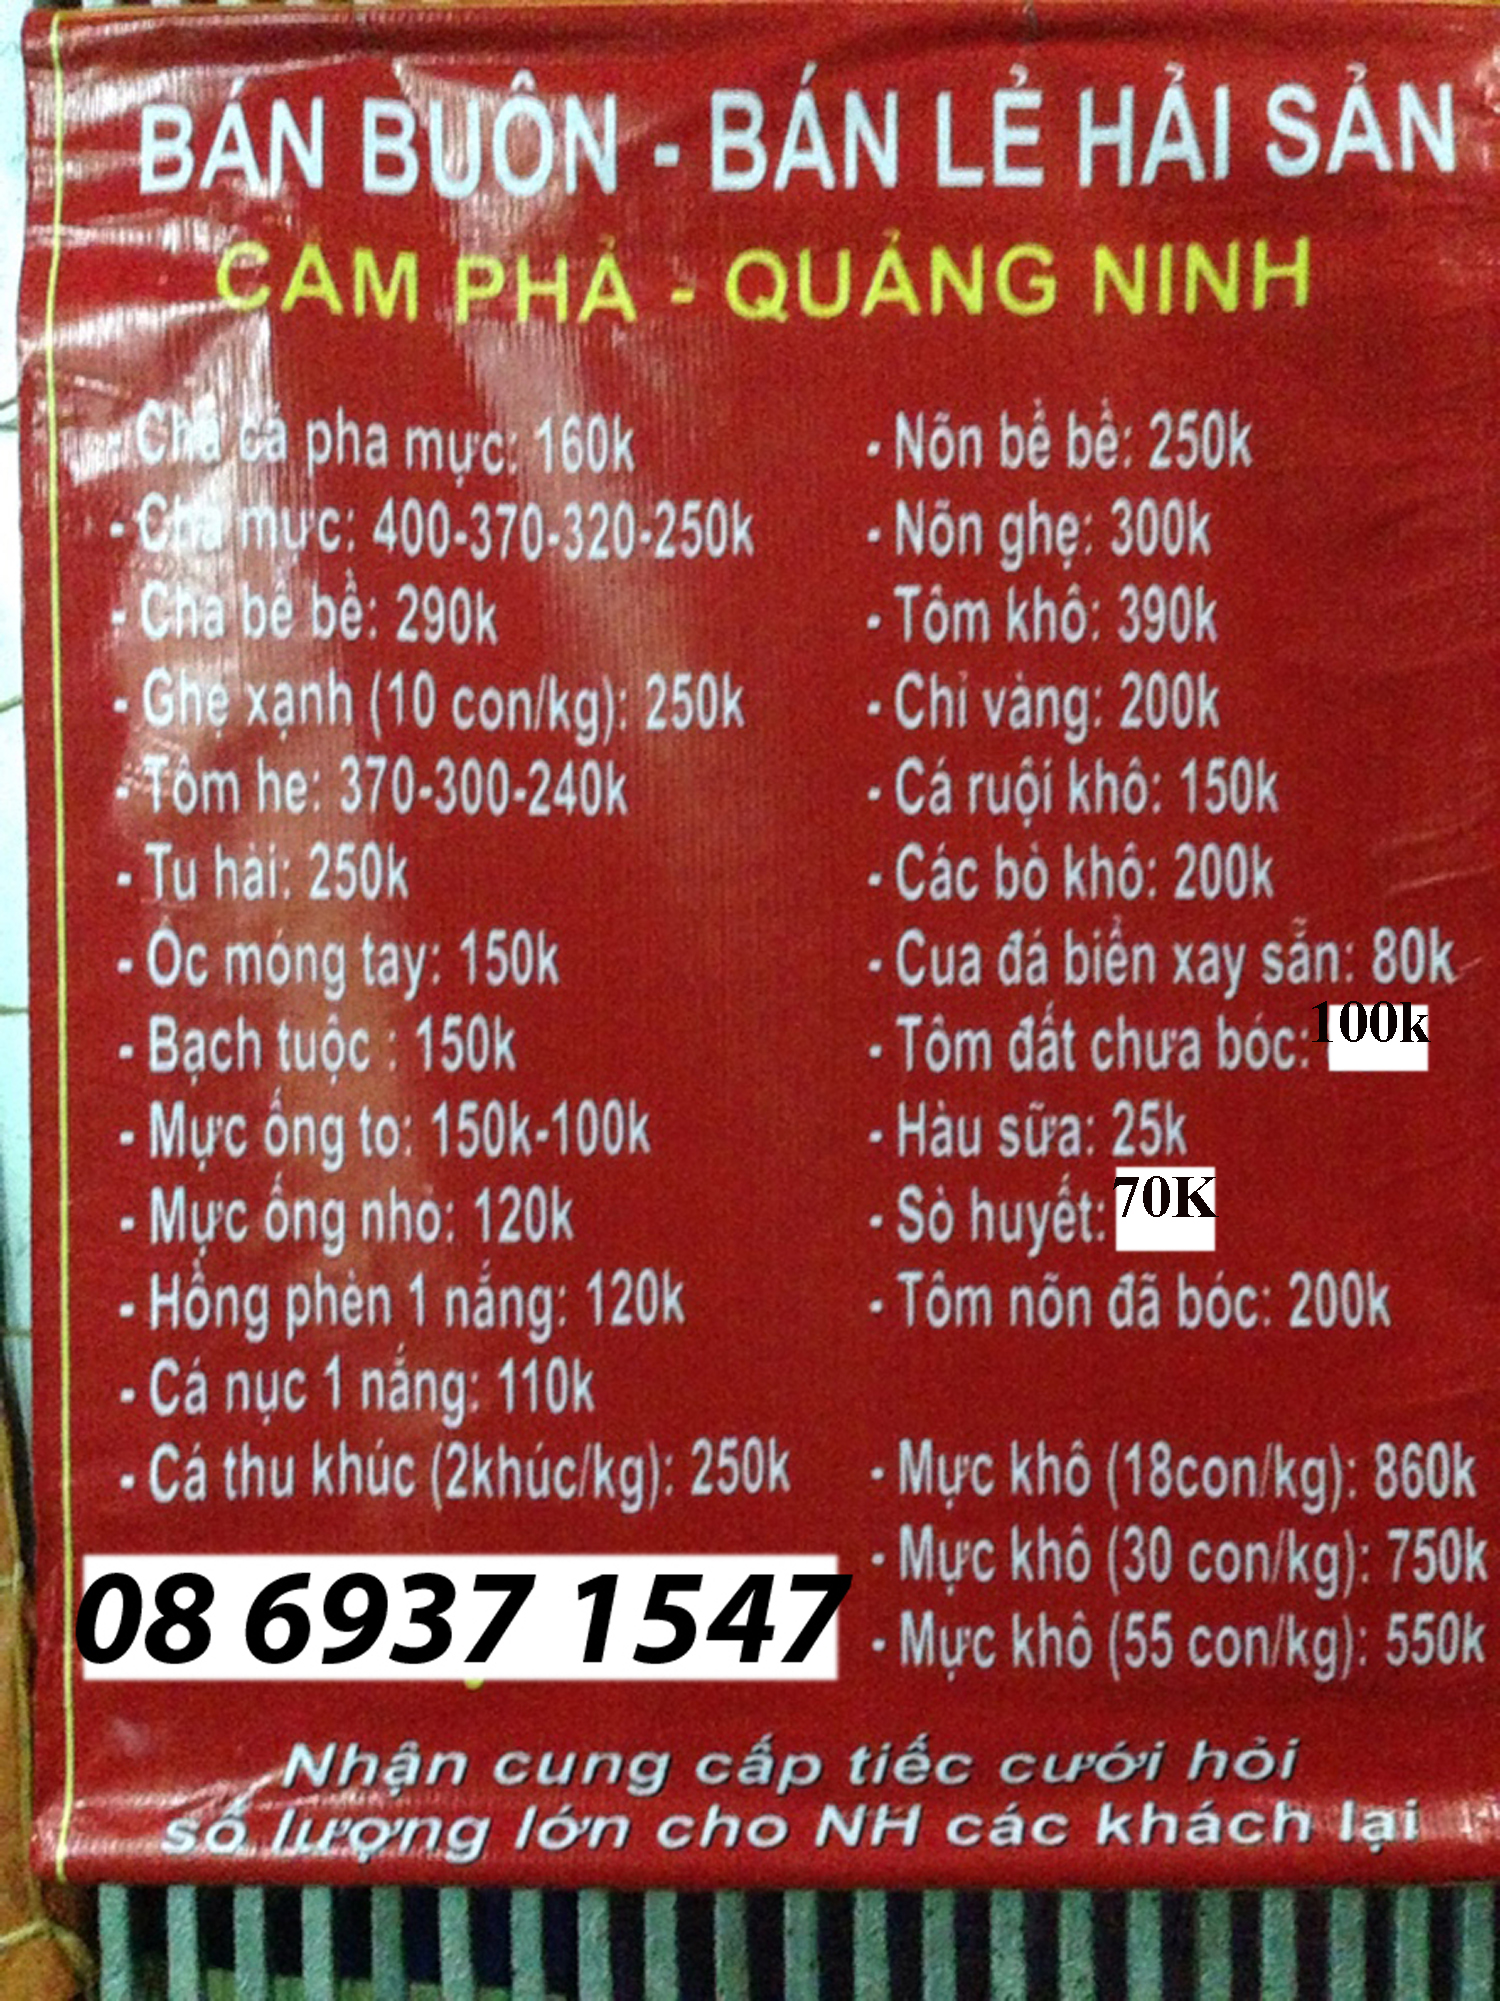 BÁN BUÔN - BÁN LẺ HẢI SẢN
CẨM PHẢ - QUẢNG NINH
- Chả cá pha mực: 160k
- Chả mực: 400-370-320-250k
- Chả bề bề: 290k
- Ghẹ xạnh (10 con/kg): 250k
- Tôm he: 370-300-240k
- Tu hài: 250k
- Ốc móng tay: 150k
- Bạch tuộc : 150k
- Mực ống to: 150k-100k
- Mực ống nhỏ: 120k
- Hồng phèn 1 nắng: 120k
- Cá nục 1 nắng: 110k
- Cá thu khúc (2khúc/kg): 250k
08 6937 1547
- Nõn bề bề: 250k
- Nõn ghẹ: 300k
- Tôm khô: 390k
- Chỉ vàng: 200k
- Cá ruội khô: 150k
- Các bò khô: 200k
- Cua đá biển xay sẵn: 80k
- Tôm đất chưa bóc: 100k
- Hàu sữa: 25k
- Sò huyết: 70K
- Tôm nõn đã bóc: 200k
- Mực khô (18con/kg): 860k
- Mực khô (30 con/kg): 750k
- Mực khô (55 con/kg): 550k
Nhận cung cấp tiếc cưới hỏi
số lượng lớn cho NH các khách lại